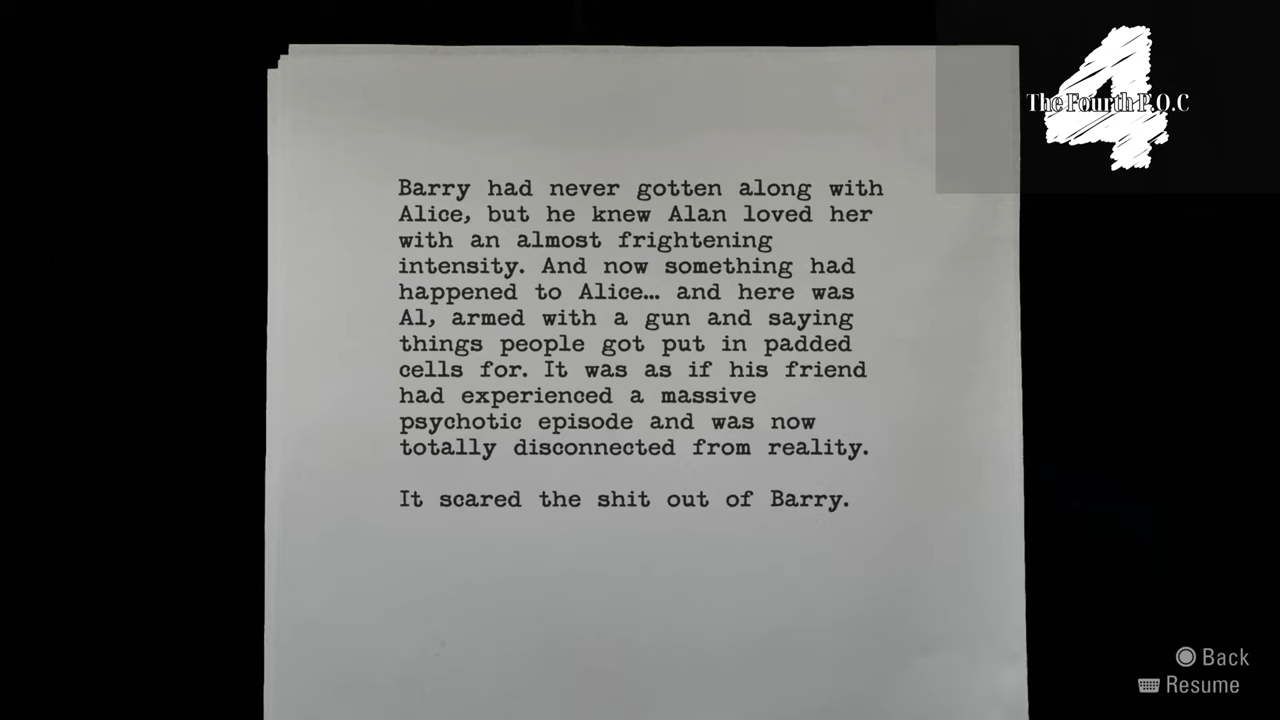 The Fourth P.O.C
4
Barry had never gotten along with
Alice, but he knew Alan loved her
with an almost frightening
intensity. And now something had
happened to Alice... and here was
Al, armed with a gun and saying
things people got put in padded
cells for. It was as if his friend
had experienced a massive
psychotic episode and was now
totally disconnected from reality.
It scared the shit out of Barry.
Back
Resume